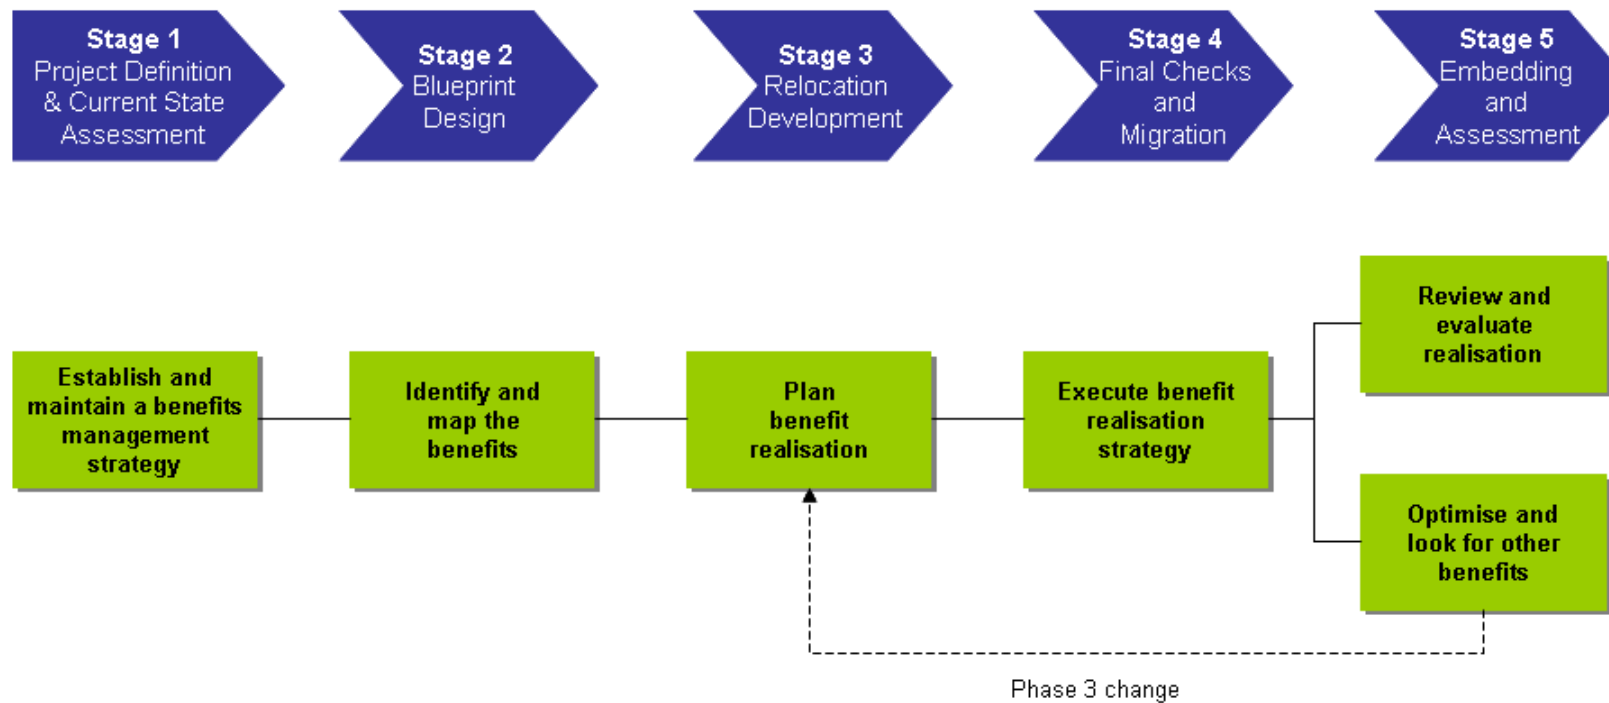 Stage 1
Project Definition
& Current State
Assessment
Stage 2
Blueprint
Design
Stage 3
Relocation
Development
Stage 4
Final Checks
and
Migration
Stage 5
Embedding
and
Assessment
Establish and
maintain a benefits
management
strategy
Identify and
map the
benefits
Plan
benefit
realisation
Execute benefit
realisation
strategy
Review and
evaluate
realisation
Optimise and
look for other
benefits
Phase 3 change